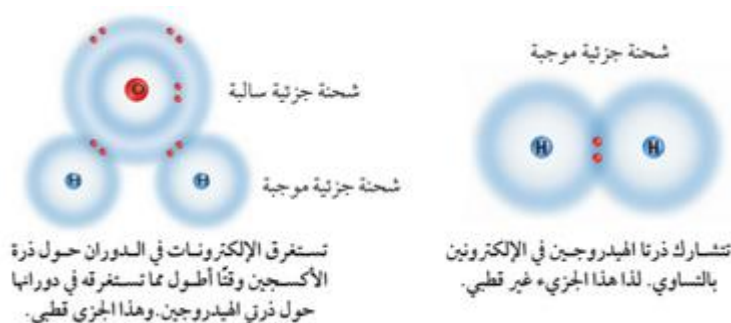 شحنة جزئية موجبة
H
H
تتشارك ذرتا الهيدروجين في الإلكترونين
بالتساوي. لذا هذا الجزيء غير قطبي.
شحنة جزئية سالبة
O
شحنة جزئية موجبة
H
H
تستغرق الإلكترونات في الدوران حول ذرة
الأكسجين وقتًا أطول مما تستغرقه في دورانها
حول ذرتي الهيدروجين. وهذا الجزي قطبي.